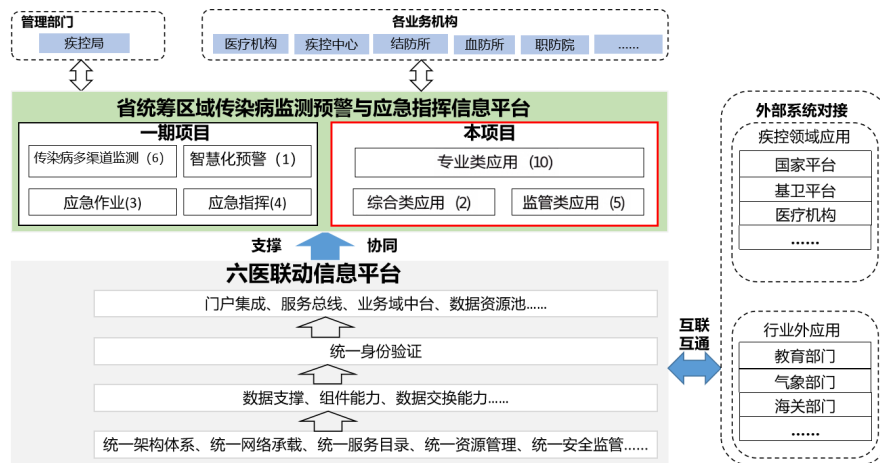 管理部门
疾控局
各业务机构
医疗机构
疾控中心
结防所
血防所
职防院
......
省统筹区域传染病监测预警与应急指挥信息平台
一期项目
传染病多渠道监测（6）
智慧化预警（1）
应急作业(3)
应急指挥(4)
本项目
专业类应用（10）
综合类应用（2）
监管类应用（5）
支撑
协同
六医联动信息平台
门户集成、服务总线、业务域中台、数据资源池......
统一身份验证
数据支撑、组件能力、数据交换能力......
统一架构体系、统一网络承载、统一服务目录、统一资源管理、统一安全监管......
互联
互通
外部系统对接
疾控领域应用
国家平台
基卫平台
医疗机构
......
行业外应用
教育部门
气象部门
海关部门
......